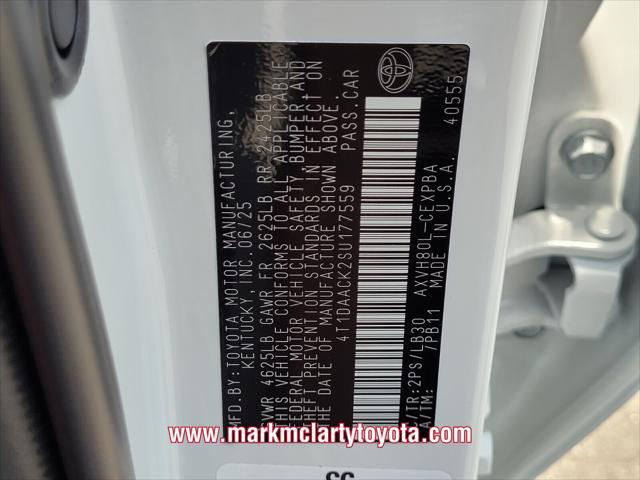 MFD.BY:TOYOTA MOTOR MANUFACTURING,
KENTUCKY, INC. 06/25
GVWR 4625LB GAWR FR 2625LB RR 2425LB
THIS VEHICLE CONFORMS TO ALL APPLICABLE
FEDERAL MOTOR VEHICLE SAFETY, BUMPER AND
THEFT PREVENTION STANDARDS IN EFFECT ON
THE DATE OF MANUFACTURE SHOWN ABOVE.
4T1DAACK2SU177559 PASS.CAR
C/TR:2PS/LB30 AXVH80L-CEXPBA
A/TM: 7PB11 MADE IN U.S.A. 40555
www.markmclartytoyota.com